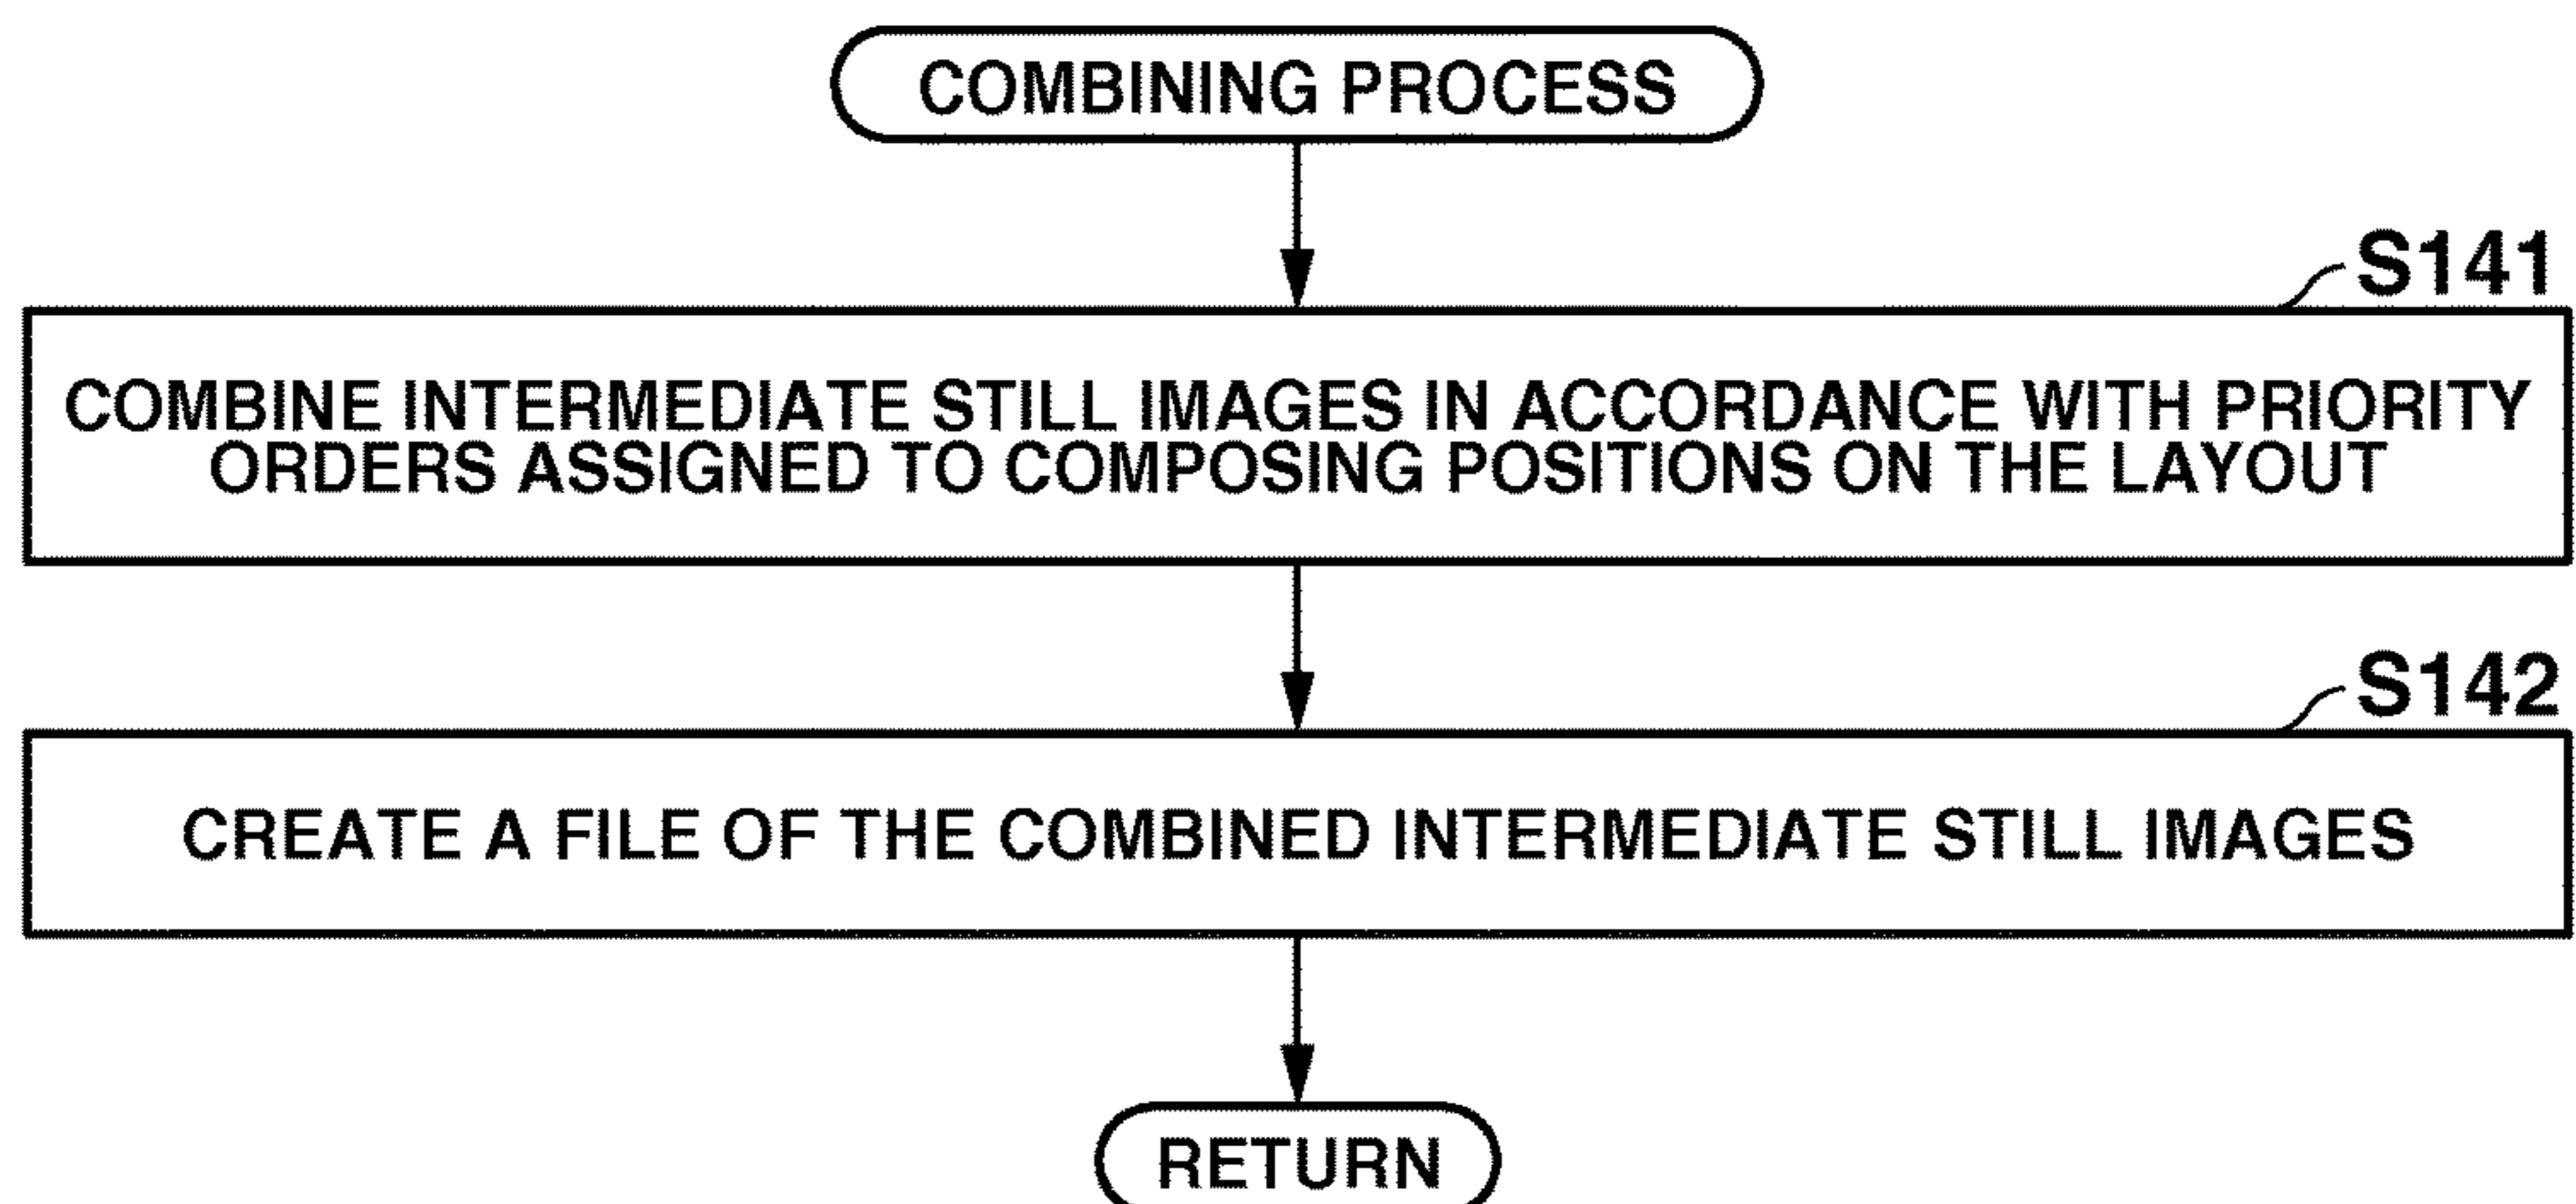 COMBINING PROCESS
S141
COMBINE INTERMEDIATE STILL IMAGES IN ACCORDANCE WITH PRIORITY
ORDERS ASSIGNED TO COMPOSING POSITIONS ON THE LAYOUT
S142
CREATE A FILE OF THE COMBINED INTERMEDIATE STILL IMAGES
RETURN